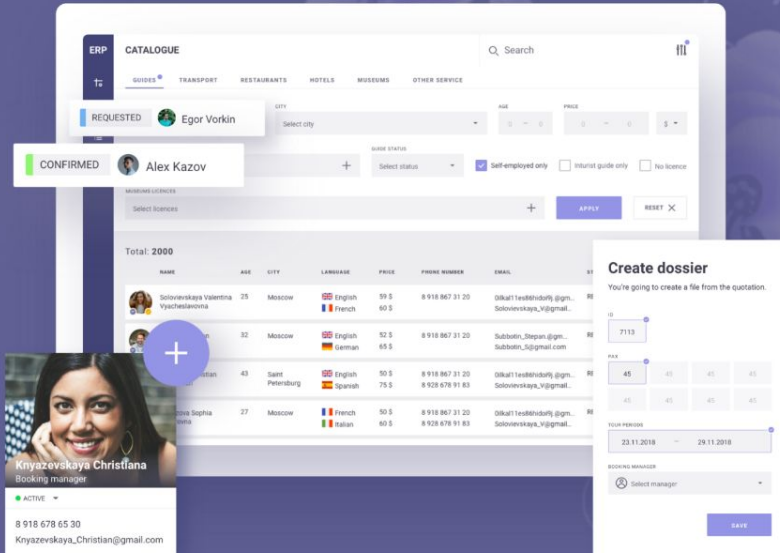 ERP
CATALOGUE
Search
GUIDES TRANSPORT RESTAURANTS HOTELS MUSEUMS OTHER SERVICE
REQUESTED Egor Vorkin
CONFIRMED Alex Kazov
CITY
Select city
AGE
0 – 0
PRICE
0 – 0
$
GUIDE STATUS
Select status
Self-employed only
Inturist guide only
No licence
MUSEUMS LICENCES
Select licences
APPLY
RESET
Total: 2000
NAME AGE CITY LANGUAGE PRICE PHONE NUMBER EMAIL
Solovievskaya Valentina 25 Moscow English 59 $ 8 918 867 31 20
Vyacheslavovna French 60 $ Solovievskaya_V@gmail...
32 Moscow English 52 $ 8 918 867 31 20 Subbotin_Stepan.@gm...
German 65 $ Subbotin_S@gmail.com
43 Saint English 50 $ 8 918 867 31 20
Petersburg Spanish 75 $ 8 928 678 91 83 Solovievskaya_V@gmail...
Sophia 27 Moscow French 50 $ 8 918 867 31 20
Italian 60 $ 8 928 678 91 83 Solovievskaya_V@gmail...
Knyazevskaya Christiana
Booking manager
ACTIVE
8 918 678 65 30
Knyazevskaya_Christian@gmail.com
Create dossier
You're going to create a file from the quotation.
ID
7113
PAX
45 45 45 45
45 45 45 45
TOUR PERIODS
23.11.2018 – 29.11.2018
BOOKING MANAGER
Select manager
SAVE